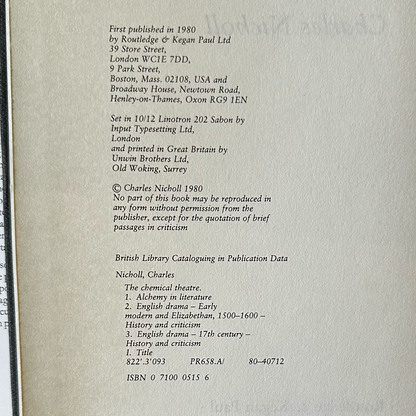 First published in 1980
by Routledge & Kegan Paul Ltd
39 Store Street,
London WC1E 7DD,
9 Park Street,
Boston, Mass. 02108, USA and
Broadway House, Newtown Road,
Henley-on-Thames, Oxon RG9 1EN
Set in 10/12 Linotron 202 Sabon by
Input Typesetting Ltd,
London
and printed in Great Britain by
Unwin Brothers Ltd,
Old Woking, Surrey
© Charles Nicholl 1980
No part of this book may be reproduced in
any form without permission from the
publisher, except for the quotation of brief
passages in criticism
British Library Cataloguing in Publication Data
Nicholl, Charles
The chemical theatre.
1. Alchemy in literature
2. English drama – Early
modern and Elizabethan, 1500–1600 –
History and criticism
3. English drama – 17th century –
History and criticism
I. Title
822'.3'093 PR658.A/ 80-40712
ISBN 0 7100 0515 6